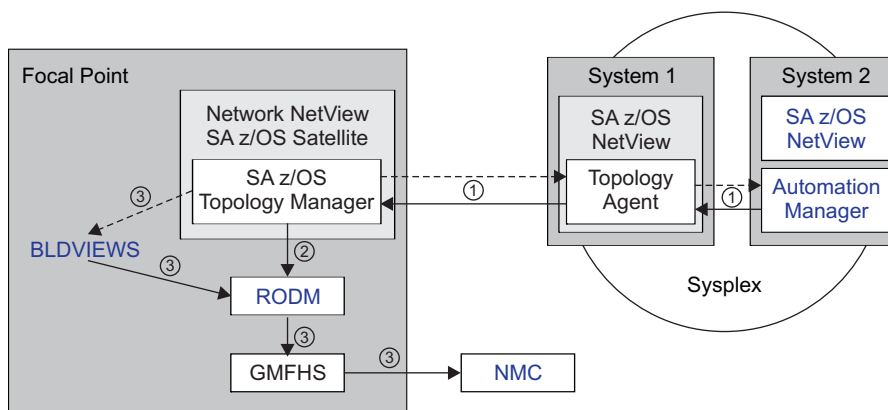 Focal Point
Network NetView
SA z/OS Satellite
SA z/OS
Topology Manager
③
BLDVIEWS
③
②
RODM
③
GMFHS
③
NMC
①
System 1
SA z/OS
NetView
Topology
Agent
①
System 2
SA z/OS
NetView
Automation
Manager
Sysplex